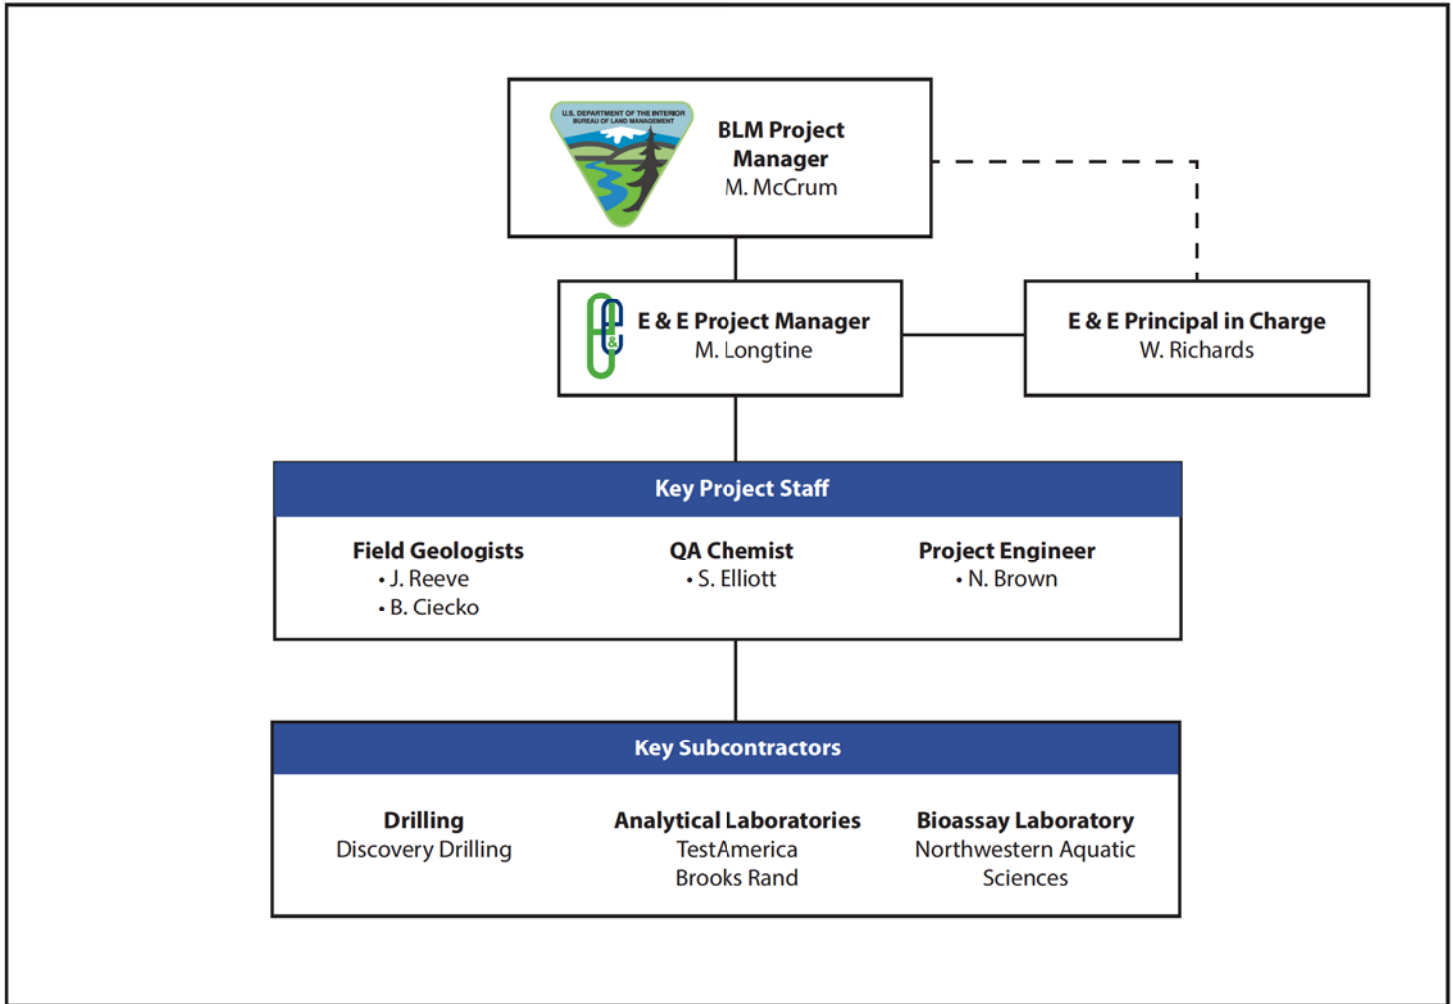 U.S. DEPARTMENT OF THE INTERIOR
BUREAU OF LAND MANAGEMENT
BLM Project
Manager
M. McCrum
E & E Project Manager
M. Longtine
E & E Principal in Charge
W. Richards
Key Project Staff
Field Geologists
• J. Reeve
• B. Ciecko
QA Chemist
• S. Elliott
Project Engineer
• N. Brown
Key Subcontractors
Drilling
Discovery Drilling
Analytical Laboratories
TestAmerica
Brooks Rand
Bioassay Laboratory
Northwestern Aquatic
Sciences